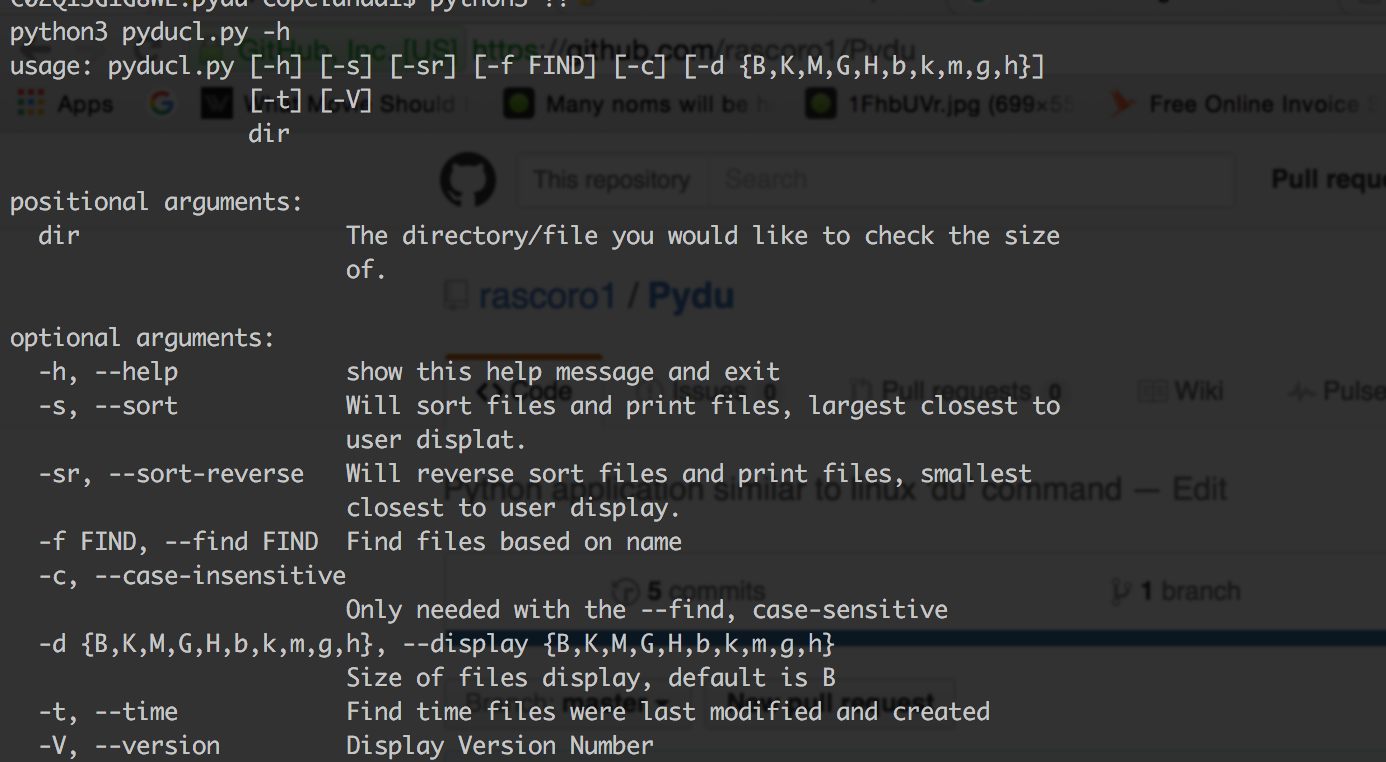 python3 pyducl.py -h
GitHub, Inc. [US] https://github.com/rascoro1/Pydu
usage: pyducl.py [-h] [-s] [-sr] [-f FIND] [-c] [-d {B,K,M,G,H,b,k,m,g,h}]
[-t] [-V]
Apps Should Many noms will be 1FhbUVr.jpg (699×55 Free Online Invoice
dir
This repository Search Pull reque
positional arguments:
dir The directory/file you would like to check the size
of.
rascoro1 / Pydu
optional arguments:
-h, --help show this help message and exit
Code Issues 0 Pull requests 0 Wiki Pulse
-s, --sort Will sort files and print files, largest closest to
user displat.
-sr, --sort-reverse Will reverse sort files and print files, smallest
Python application similar to linux 'du' command — Edit
closest to user display.
-f FIND, --find FIND Find files based on name
-c, --case-insensitive
5 commits 1 branch
Only needed with the --find, case-sensitive
-d {B,K,M,G,H,b,k,m,g,h}, --display {B,K,M,G,H,b,k,m,g,h}
Size of files display, default is B
Branch: master New pull request
-t, --time Find time files were last modified and created
-V, --version Display Version Number